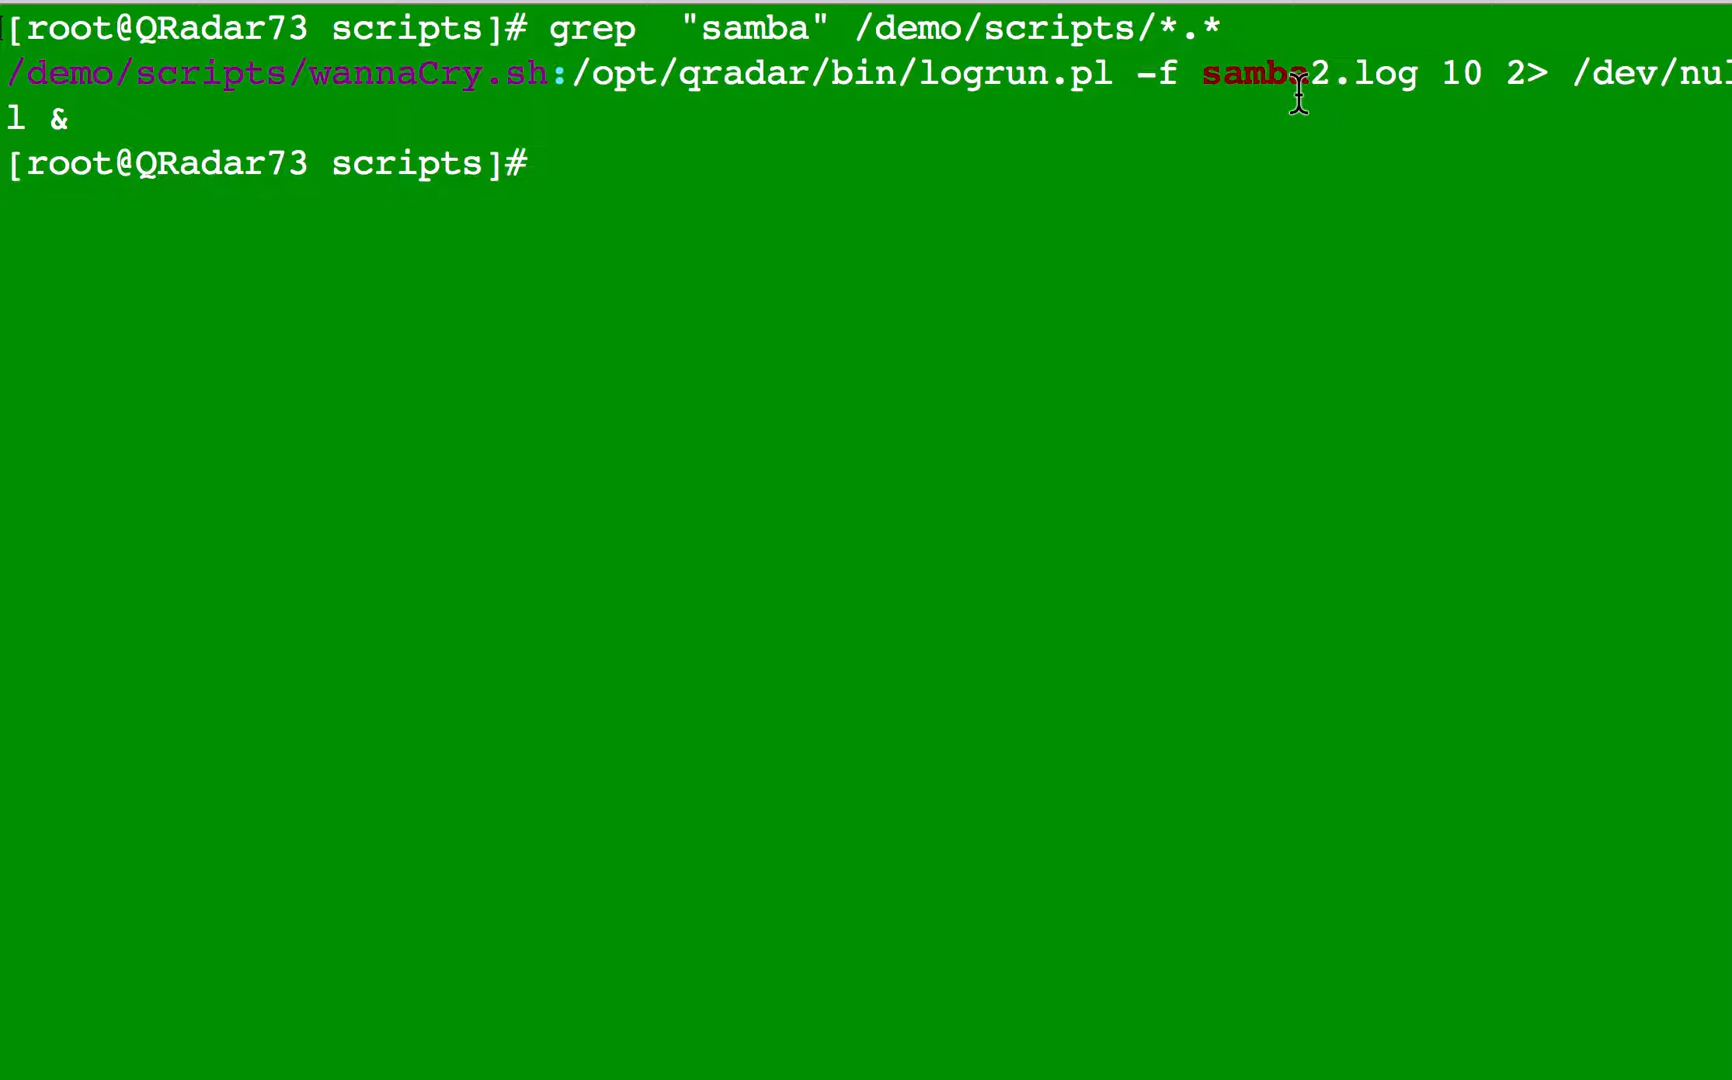 [root@QRadar73 scripts]# grep  "samba" /demo/scripts/*.*
/demo/scripts/wannaCry.sh:/opt/qradar/bin/logrun.pl -f samba2.log 10 2> /dev/nul
l &
[root@QRadar73 scripts]#